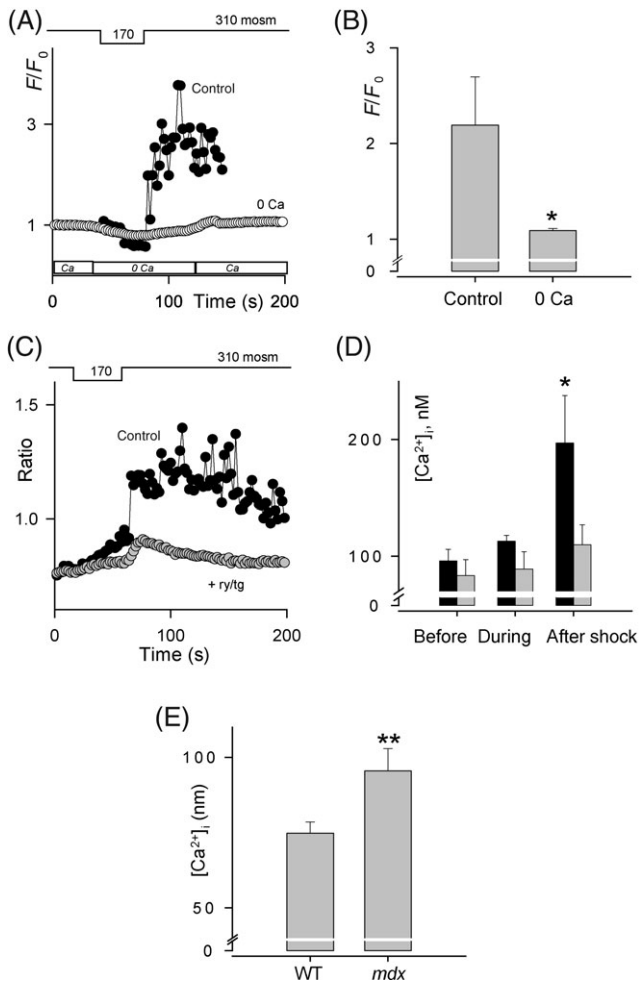 (A)
310 mosm
170
F/F0
Control
3
0 Ca
1
Ca 0 Ca Ca
0 100 200
Time (s)
(B)
F/F0
3
2
*
1
0
Control 0 Ca
(C)
310 mosm
170
1.5
Control
Ratio
1.0
+ ry/tg
0 100 200
Time (s)
(D)
*
[Ca2+]i, nM
200
100
0
Before During After shock
(E)
**
100
[Ca2+]i (nm)
50
0
WT mdx